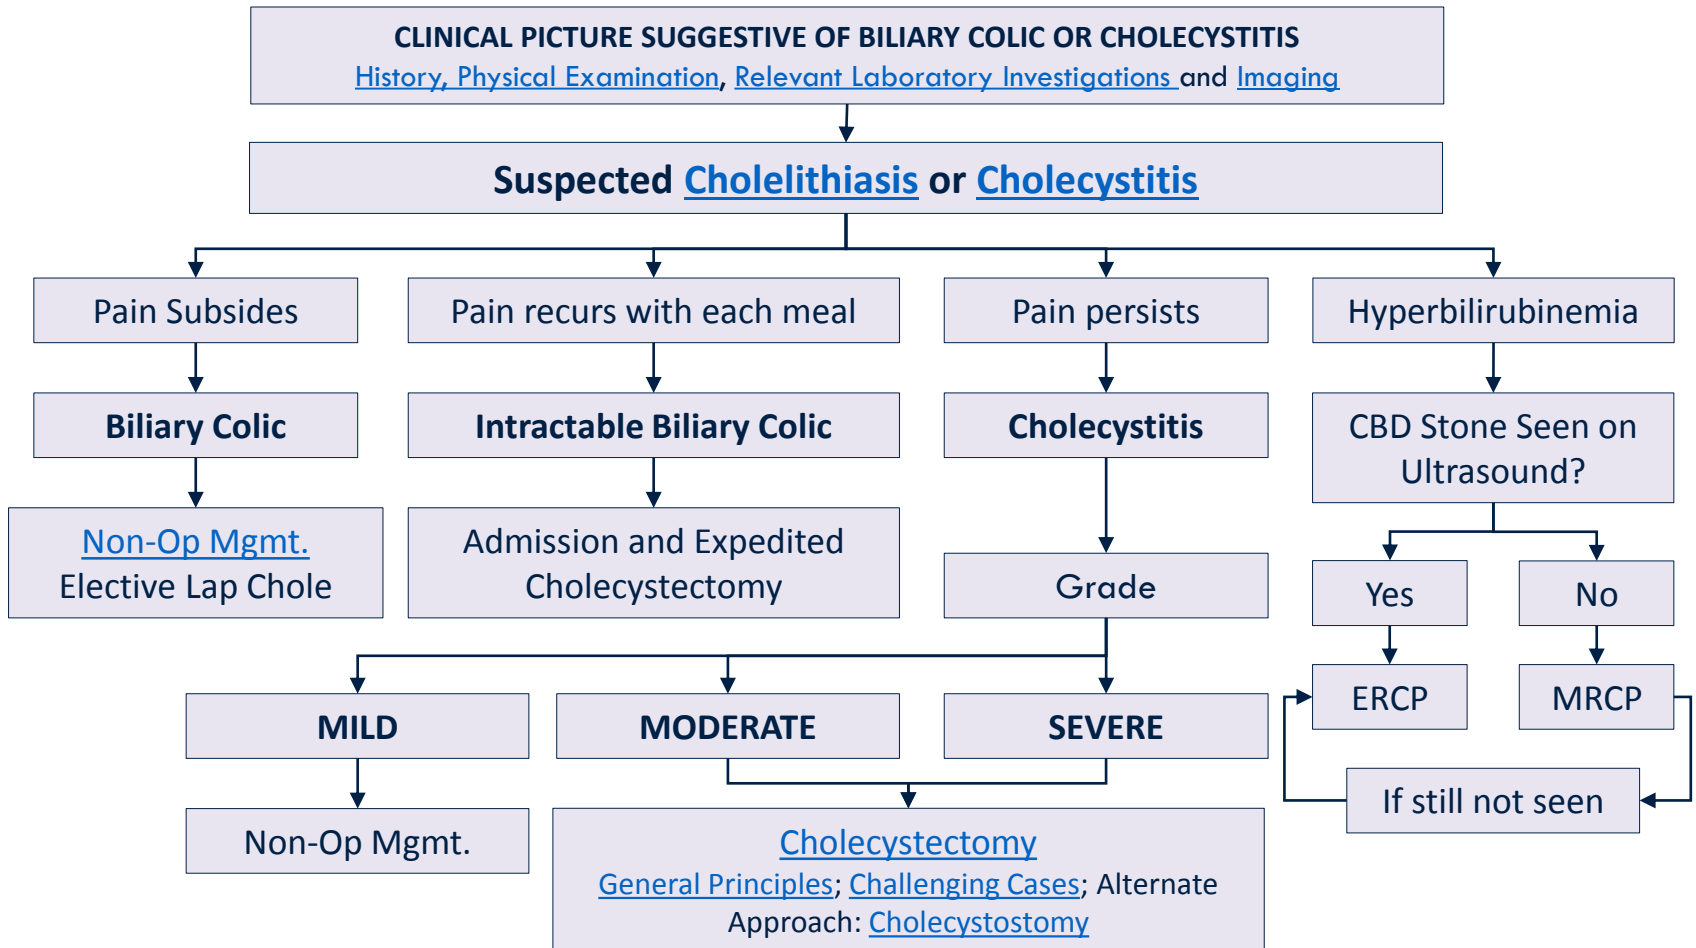 CLINICAL PICTURE SUGGESTIVE OF BILIARY COLIC OR CHOLECYSTITIS
History, Physical Examination, Relevant Laboratory Investigations and Imaging
Suspected Cholelithiasis or Cholecystitis
Pain Subsides
Pain recurs with each meal
Pain persists
Hyperbilirubinemia
Biliary Colic
Intractable Biliary Colic
Cholecystitis
CBD Stone Seen on
Ultrasound?
Non-Op Mgmt.
Elective Lap Chole
Admission and Expedited
Cholecystectomy
Grade
Yes
No
MILD
MODERATE
SEVERE
ERCP
MRCP
If still not seen
Non-Op Mgmt.
Cholecystectomy
General Principles; Challenging Cases; Alternate
Approach: Cholecystostomy